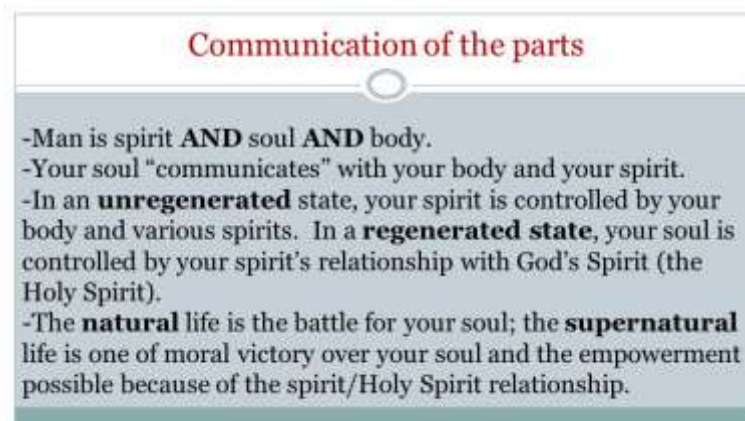 Communication of the parts
-Man is spirit AND soul AND body.
-Your soul “communicates” with your body and your spirit.
-In an unregenerated state, your spirit is controlled by your
body and various spirits.  In a regenerated state, your soul is
controlled by your spirit’s relationship with God’s Spirit (the
Holy Spirit).
-The natural life is the battle for your soul; the supernatural
life is one of moral victory over your soul and the empowerment
possible because of the spirit/Holy Spirit relationship.